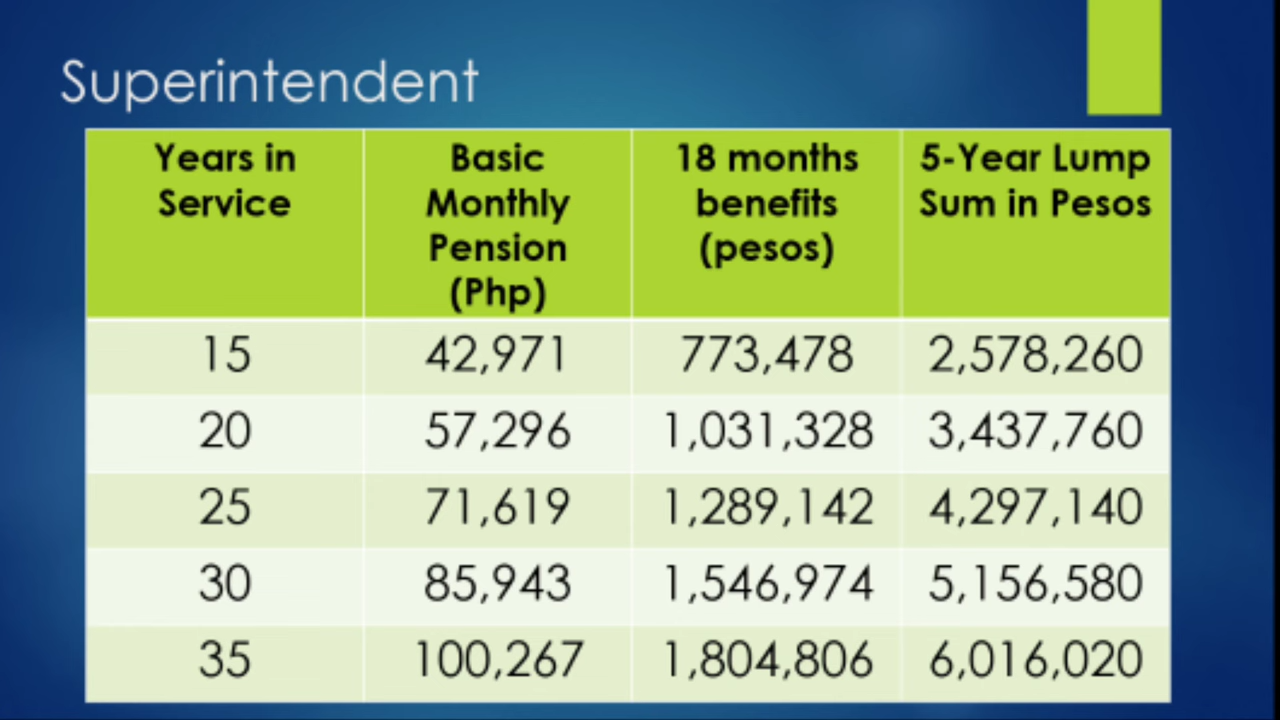 Superintendent
Years in Service
Basic Monthly Pension (Php)
18 months benefits (pesos)
5-Year Lump Sum in Pesos
15 42,971 773,478 2,578,260
20 57,296 1,031,328 3,437,760
25 71,619 1,289,142 4,297,140
30 85,943 1,546,974 5,156,580
35 100,267 1,804,806 6,016,020